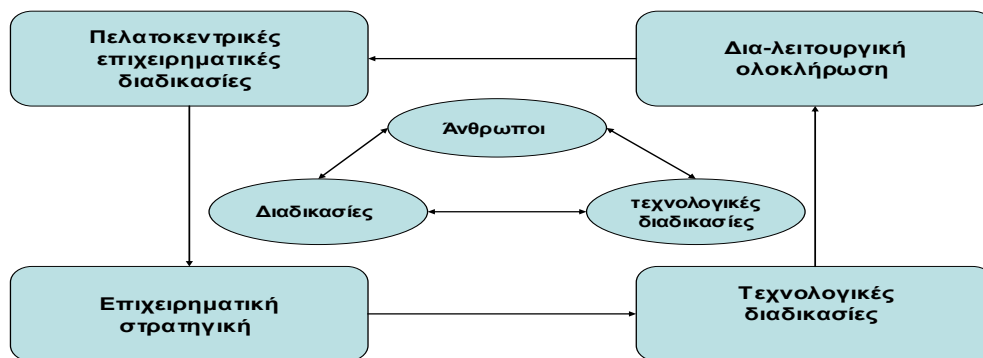 Πελατοκεντρικές
επιχειρηματικές
διαδικασίες
Δια-λειτουργική
ολοκλήρωση
Άνθρωποι
Διαδικασίες
τεχνολογικές
διαδικασίες
Επιχειρηματική
στρατηγική
Τεχνολογικές
διαδικασίες